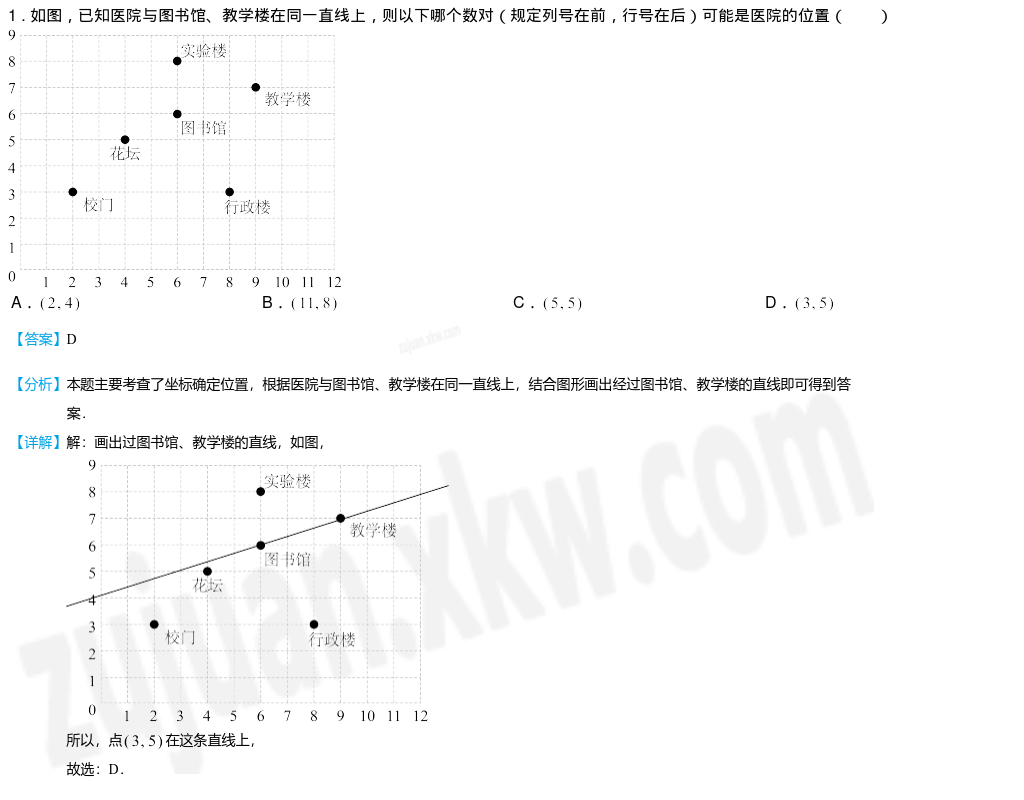 1．如图，已知医院与图书馆、教学楼在同一直线上，则以下哪个数对（规定列号在前，行号在后）可能是医院的位置（　　）
9
8
7
6
5
4
3
2
1
0
实验楼
教学楼
图书馆
花坛
校门
行政楼
1 2 3 4 5 6 7 8 9 10 11 12
A．(2,4) B．(11,8) C．(5,5) D．(3,5)
【答案】D
zujuan.xkw.com
【分析】本题主要考查了坐标确定位置，根据医院与图书馆、教学楼在同一直线上，结合图形画出经过图书馆、教学楼的直线即可得到答
案．
【详解】解：画出过图书馆、教学楼的直线，如图，
9
8
7
6
5
4
3
2
1
0
实验楼
教学楼
图书馆
花坛
校门
行政楼
1 2 3 4 5 6 7 8 9 10 11 12
zujuan.xkw.com
所以，点(3,5)在这条直线上，
故选：D．